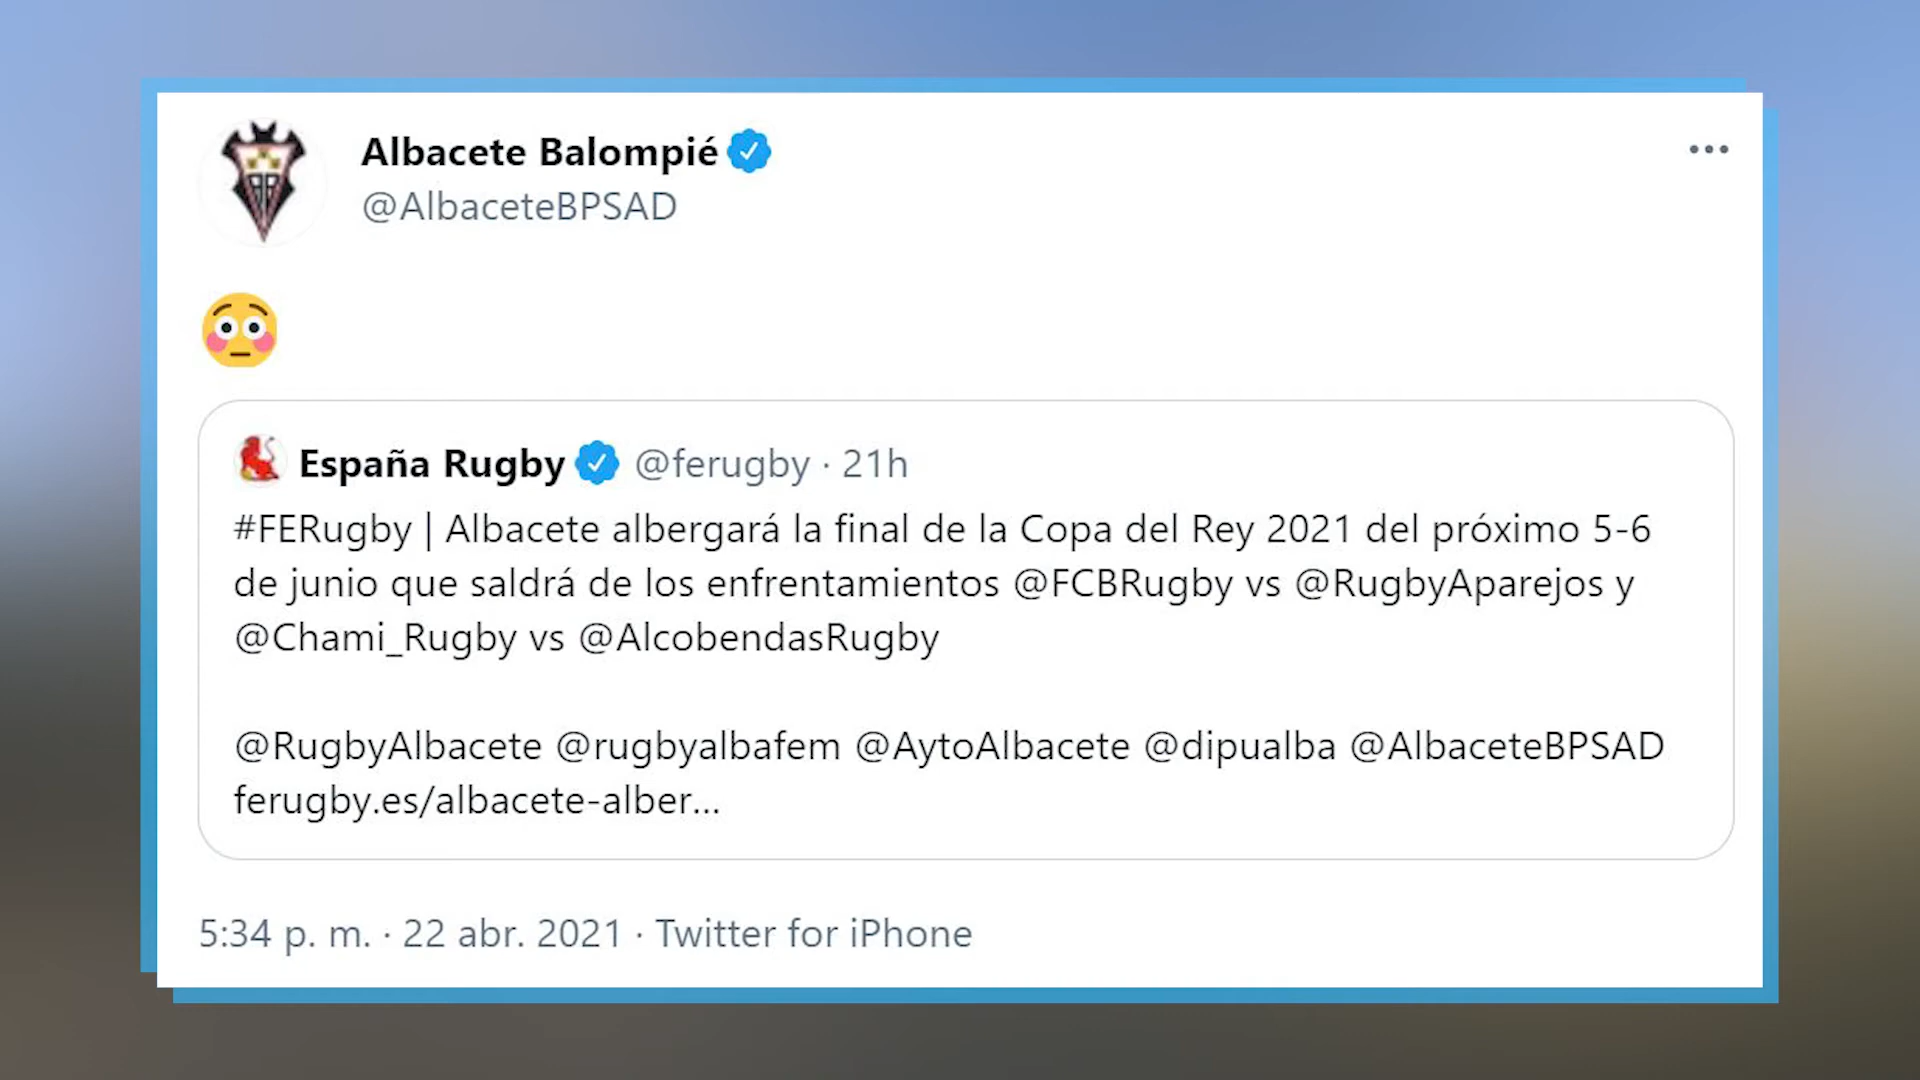 Albacete Balompié
@AlbaceteBPSAD
😳
España Rugby @ferugby · 21h
#FERugby | Albacete albergará la final de la Copa del Rey 2021 del próximo 5-6
de junio que saldrá de los enfrentamientos @FCBRugby vs @RugbyAparejos y
@Chami_Rugby vs @AlcobendasRugby
@RugbyAlbacete @rugbyalbafem @AytoAlbacete @dipualba @AlbaceteBPSAD
ferugby.es/albacete-alber...
5:34 p. m. · 22 abr. 2021 · Twitter for iPhone